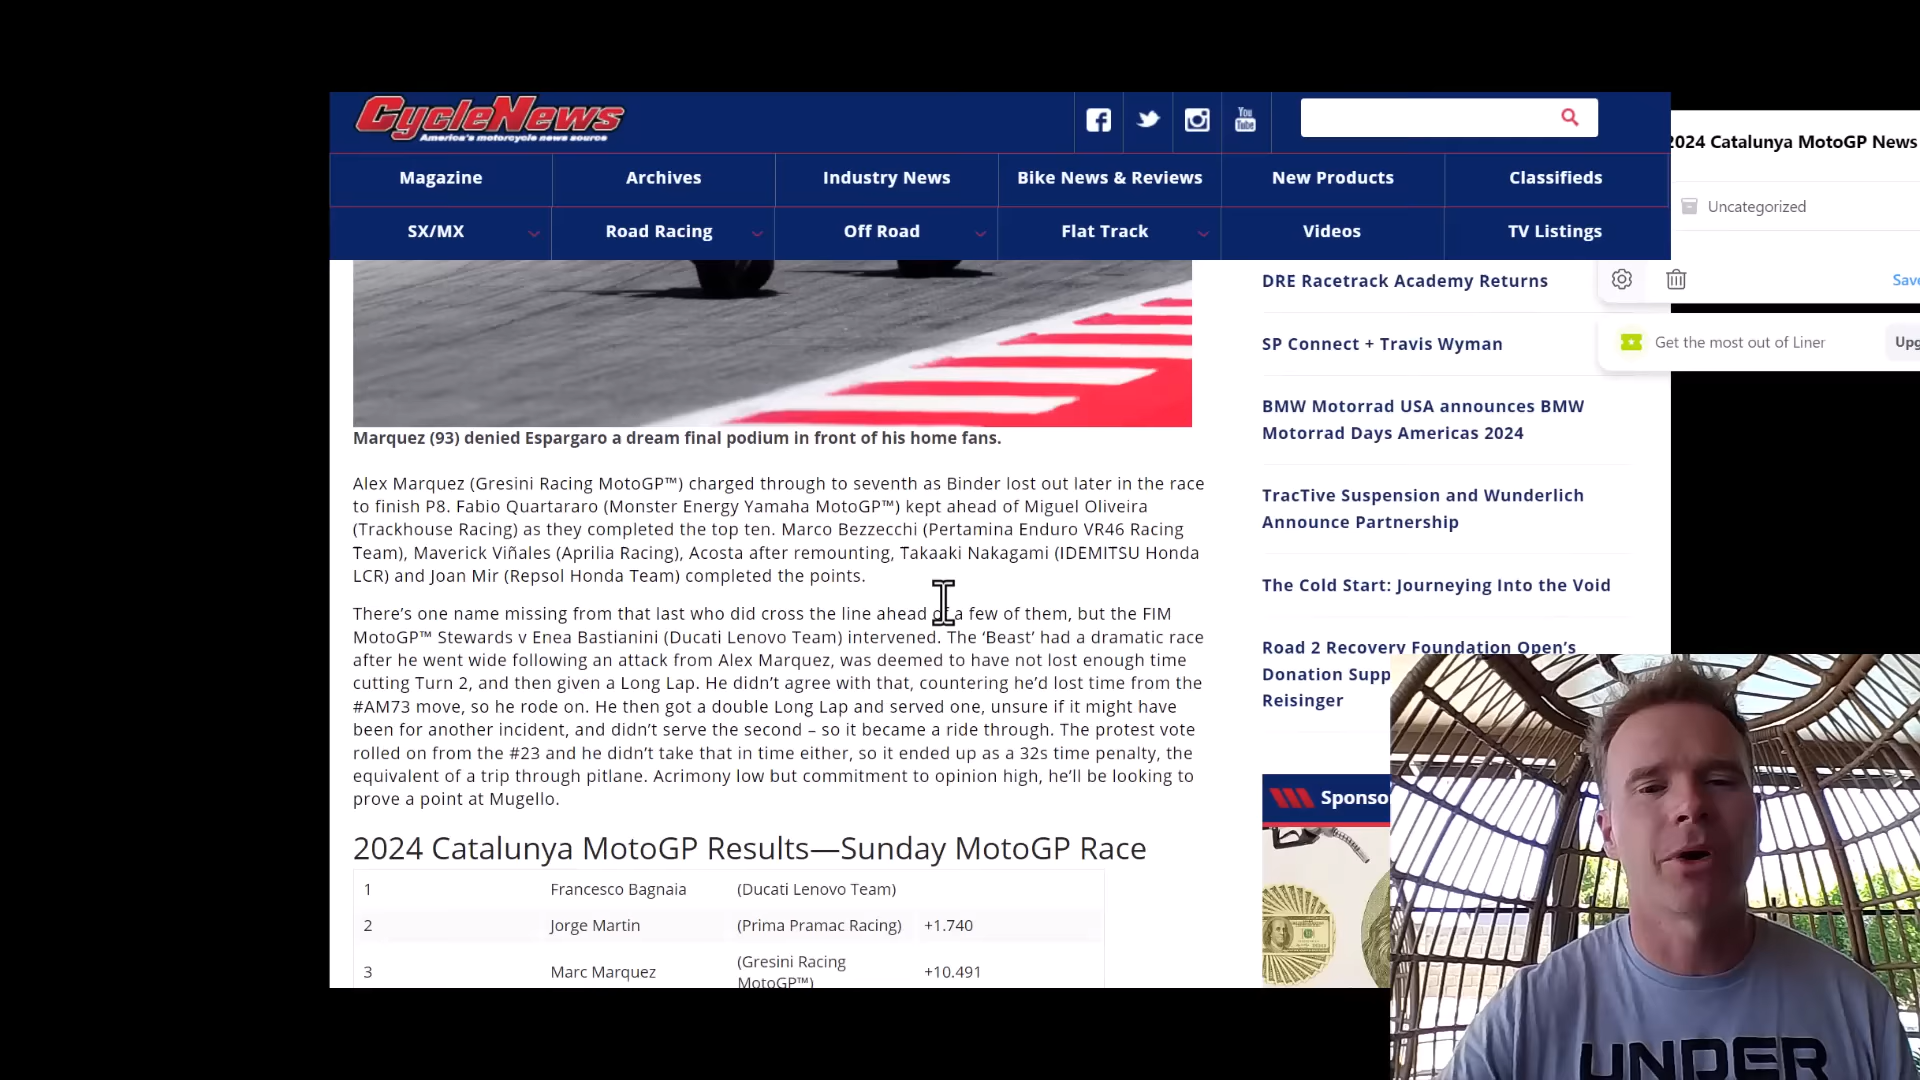 CycleNews
America's motorcycle news source
You
Tube
Magazine
Archives
Industry News
Bike News & Reviews
New Products
Classifieds
SX/MX
Road Racing
Off Road
Flat Track
Videos
TV Listings
2024 Catalunya MotoGP News
Uncategorized
Save
Get the most out of Liner
Upg
Marquez (93) denied Espargaro a dream final podium in front of his home fans.
Alex Marquez (Gresini Racing MotoGP™) charged through to seventh as Binder lost out later in the race
to finish P8. Fabio Quartararo (Monster Energy Yamaha MotoGP™) kept ahead of Miguel Oliveira
(Trackhouse Racing) as they completed the top ten. Marco Bezzecchi (Pertamina Enduro VR46 Racing
Team), Maverick Viñales (Aprilia Racing), Acosta after remounting, Takaaki Nakagami (IDEMITSU Honda
LCR) and Joan Mir (Repsol Honda Team) completed the points.
There's one name missing from that last who did cross the line ahead of a few of them, but the FIM
MotoGP™ Stewards v Enea Bastianini (Ducati Lenovo Team) intervened. The ‘Beast’ had a dramatic race
after he went wide following an attack from Alex Marquez, was deemed to have not lost enough time
cutting Turn 2, and then given a Long Lap. He didn’t agree with that, countering he’d lost time from the
#AM73 move, so he rode on. He then got a double Long Lap and served one, unsure if it might have
been for another incident, and didn’t serve the second – so it became a ride through. The protest vote
rolled on from the #23 and he didn’t take that in time either, so it ended up as a 32s time penalty, the
equivalent of a trip through pitlane. Acrimony low but commitment to opinion high, he’ll be looking to
prove a point at Mugello.
2024 Catalunya MotoGP Results—Sunday MotoGP Race
1 Francesco Bagnaia (Ducati Lenovo Team)
2 Jorge Martin (Prima Pramac Racing) +1.740
3 Marc Marquez (Gresini Racing MotoGP™) +10.491
DRE Racetrack Academy Returns
SP Connect + Travis Wyman
BMW Motorrad USA announces BMW
Motorrad Days Americas 2024
TracTive Suspension and Wunderlich
Announce Partnership
The Cold Start: Journeying Into the Void
Road 2 Recovery Foundation Open’s
Donation Supp
Reisinger
Sponso
UNDER